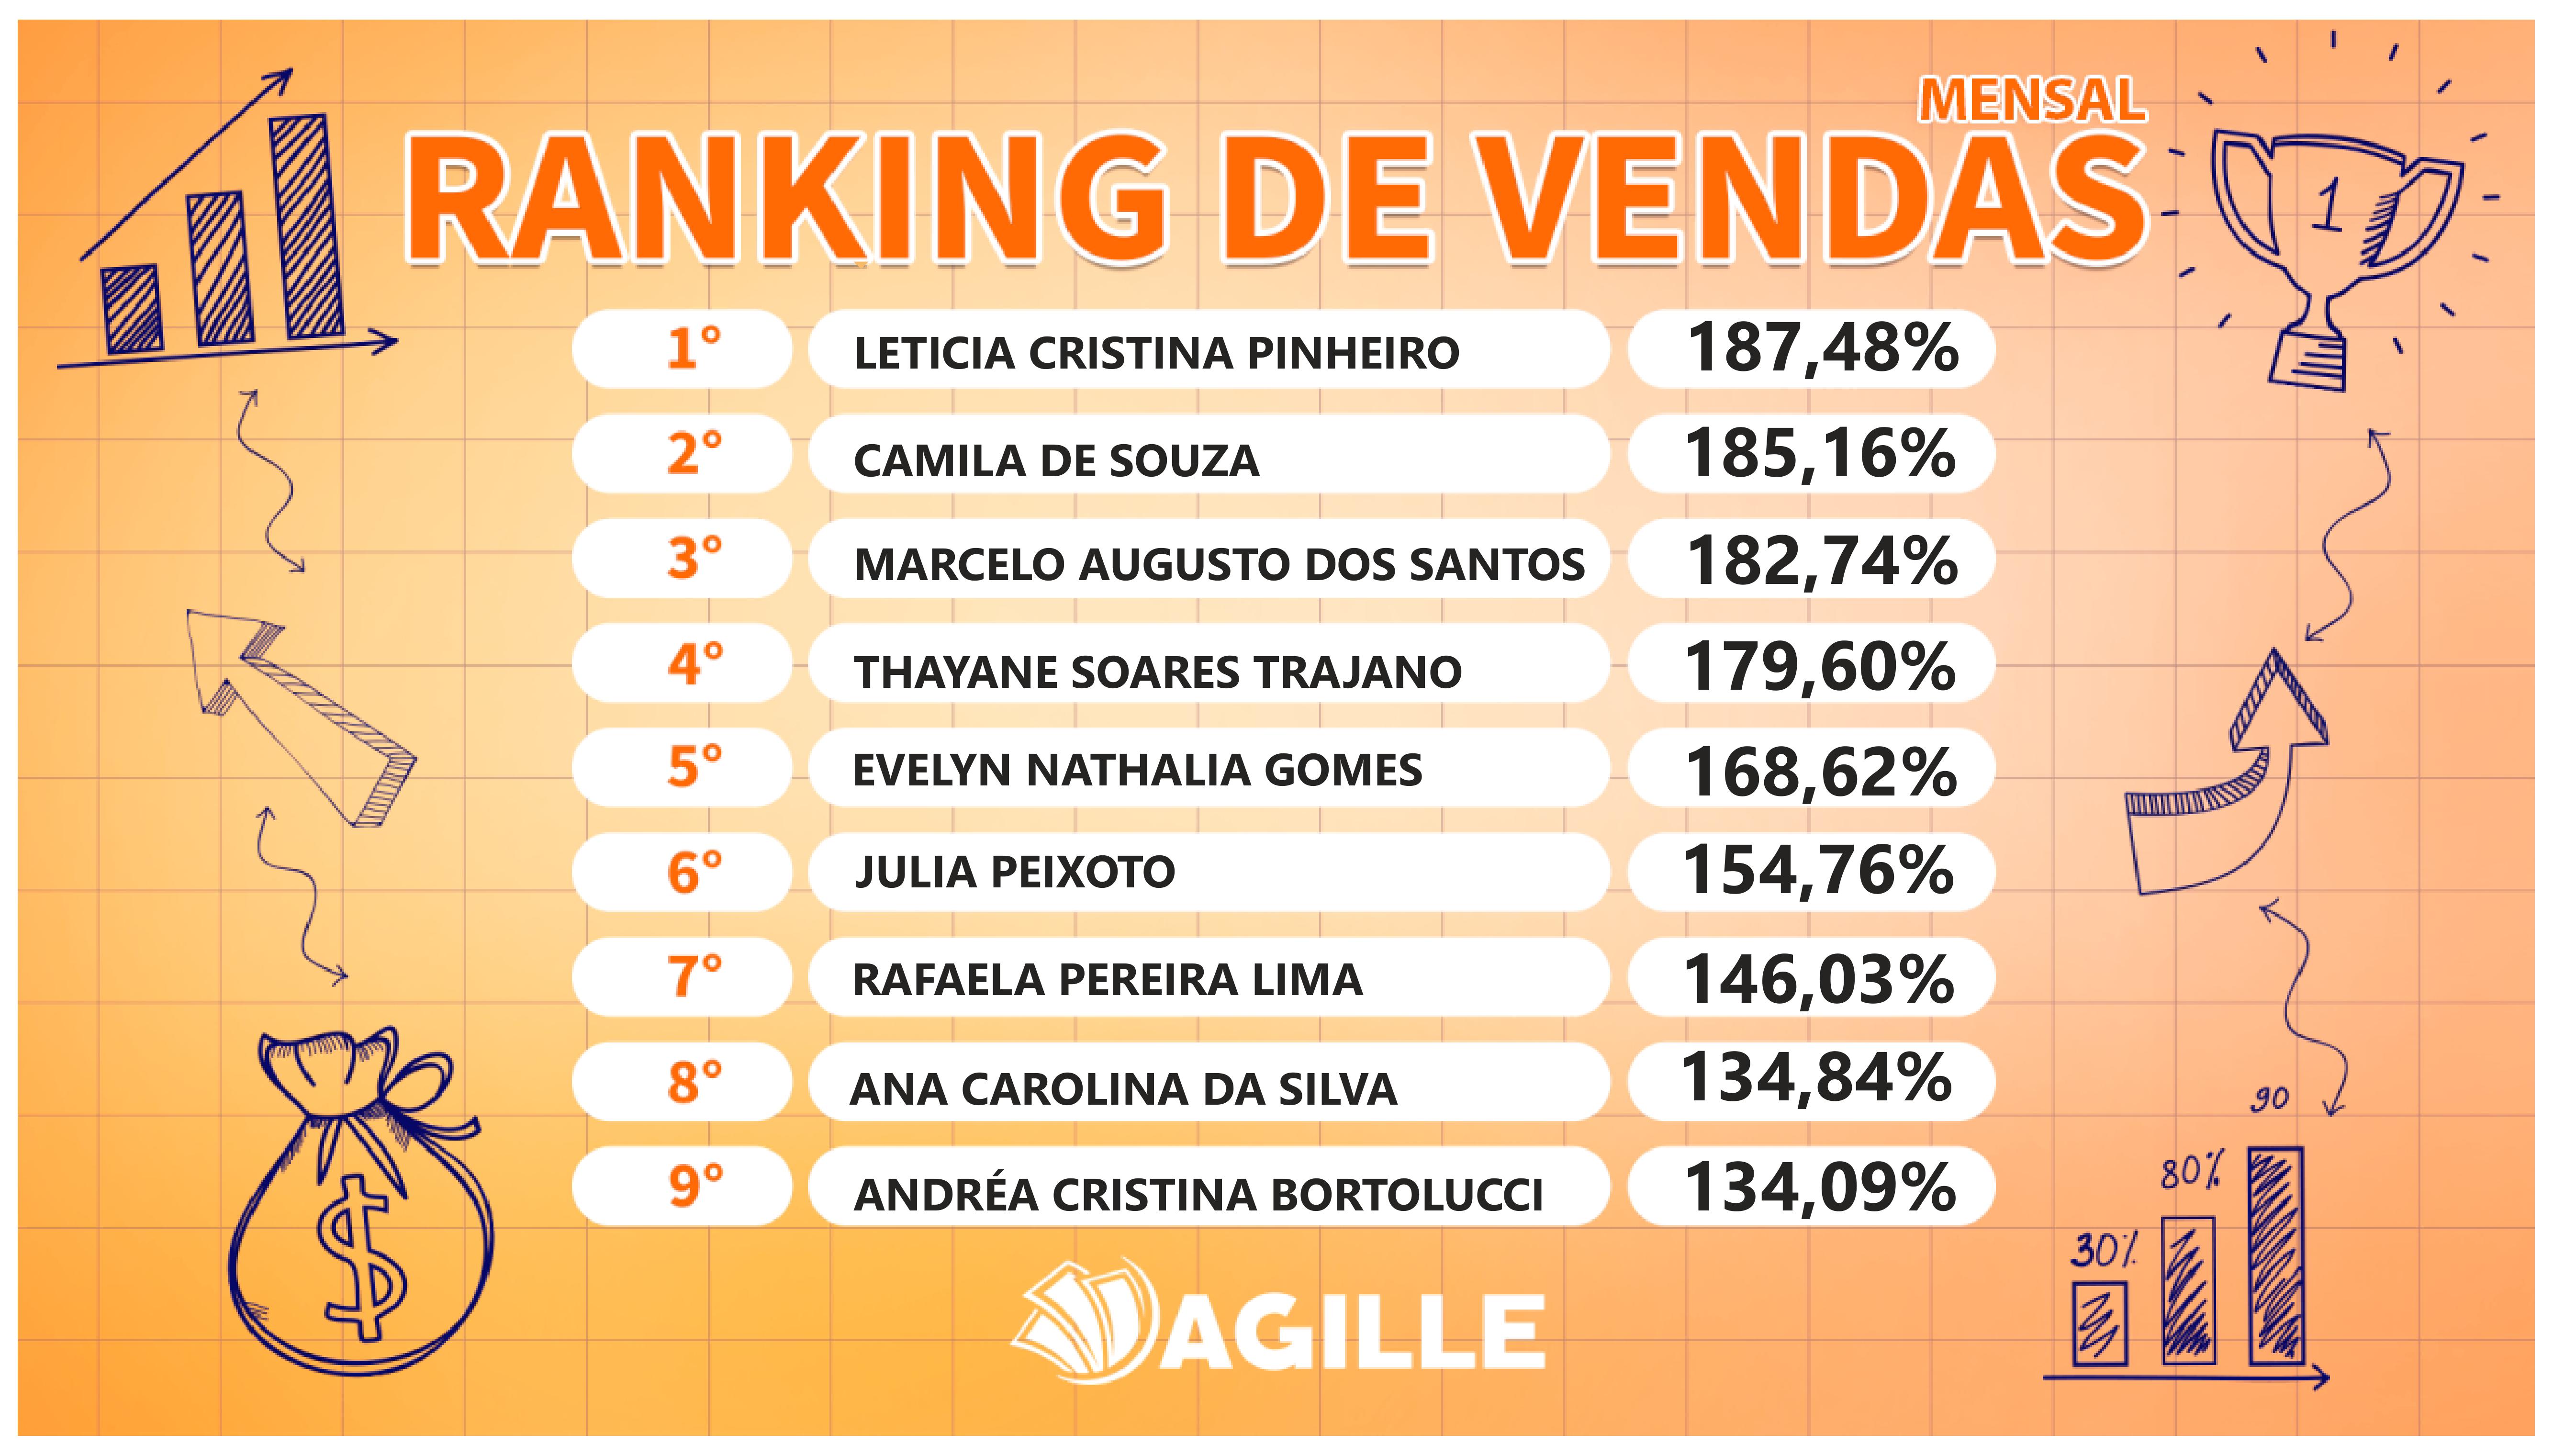 MENSAL
RANKING DE VENDAS
1
1° LETICIA CRISTINA PINHEIRO 187,48%
2° CAMILA DE SOUZA 185,16%
3° MARCELO AUGUSTO DOS SANTOS 182,74%
4° THAYANE SOARES TRAJANO 179,60%
5° EVELYN NATHALIA GOMES 168,62%
6° JULIA PEIXOTO 154,76%
7° RAFAELA PEREIRA LIMA 146,03%
8° ANA CAROLINA DA SILVA 134,84%
9° ANDRÉA CRISTINA BORTOLUCCI 134,09%
$
90
80%
30%
AGILLE